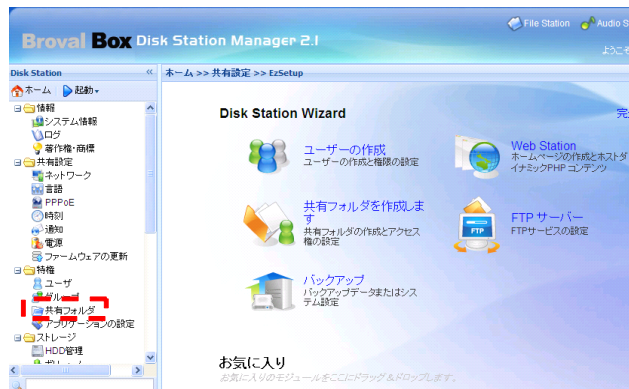 File Station Audio S
Broval Box Disk Station Manager 2.1
ようこそ
Disk Station
ホーム >> 共有設定 >> EzSetup
ホーム 起動
情報
システム情報
ログ
著作権・商標
共有設定
ネットワーク
言語
PPPoE
時刻
通知
電源
ファームウェアの更新
特権
ユーザ
グループ
共有フォルダ
アプリケーションの設定
ストレージ
HDD管理
Disk Station Wizard
完
ユーザーの作成
ユーザーの作成と権限の設定
Web Station
ホームページの作成とホストダ
イナミックPHP コンテンツ
共有フォルダを作成しま
す
共有フォルダの作成とアクセス
権の設定
FTP サーバー
FTPサービスの設定
FTP
バックアップ
バックアップデータまたはシス
テム設定
お気に入り
お気に入りのモジュールをここにドラッグ&ドロップします。